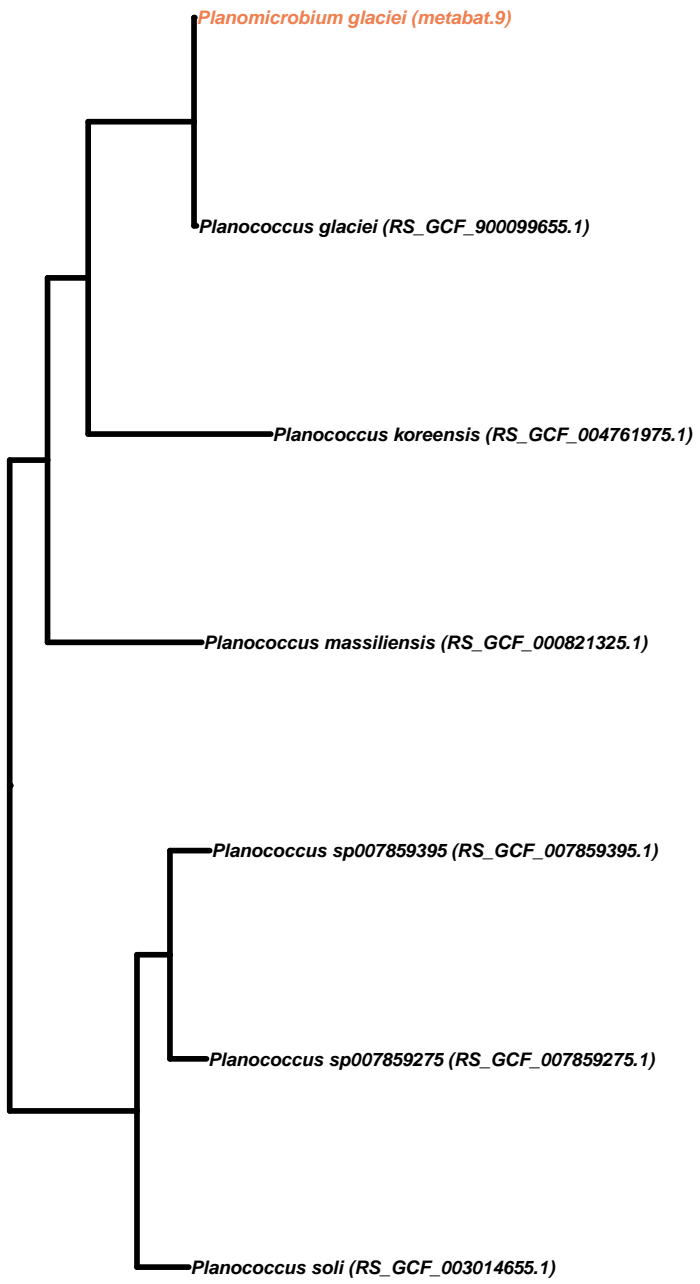 Planomicrobium glaciei (metabat.9)
Planococcus glaciei (RS_GCF_900099655.1)
Planococcus koreensis (RS_GCF_004761975.1)
Planococcus massiliensis (RS_GCF_000821325.1)
Planococcus sp007859395 (RS_GCF_007859395.1)
Planococcus sp007859275 (RS_GCF_007859275.1)
Planococcus soli (RS_GCF_003014655.1)